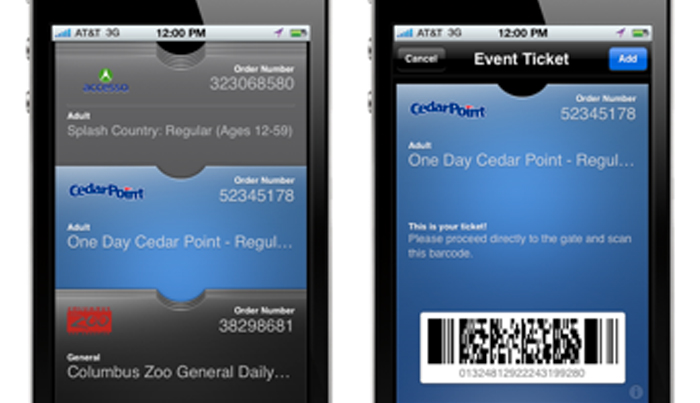 AT&T 3G 12:00 PM
accesso
Order Number
323068580
Adult
Splash Country: Regular (Ages 12-59)
CedarPoint
Order Number
52345178
Adult
One Day Cedar Point - Regul...
ZOO
Order Number
38298681
General
Columbus Zoo General Daily...
AT&T 3G 12:00 PM
Cancel Event Ticket Add
CedarPoint
Order Number
52345178
Adult
One Day Cedar Point - Regul...
This is your ticket!
Please proceed directly to the gate and scan
this barcode.
01324812922243199280